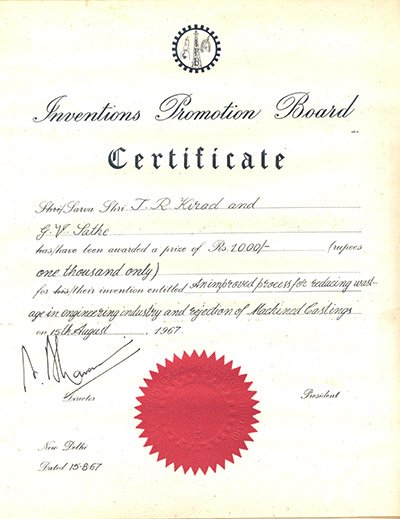 Inventions Promotion Board
Certificate
Shri/Sarva Shri T. R. Kirad and
G. V. Sathe
has/have been awarded a prize of Rs. 1000/- (rupees
one thousand only)
for his/their invention entitled An improved process for reducing wast-
age in engineering industry and rejection of Machined Castings
on 15th August, 1967
Director President
New Delhi
Dated 15-8-67